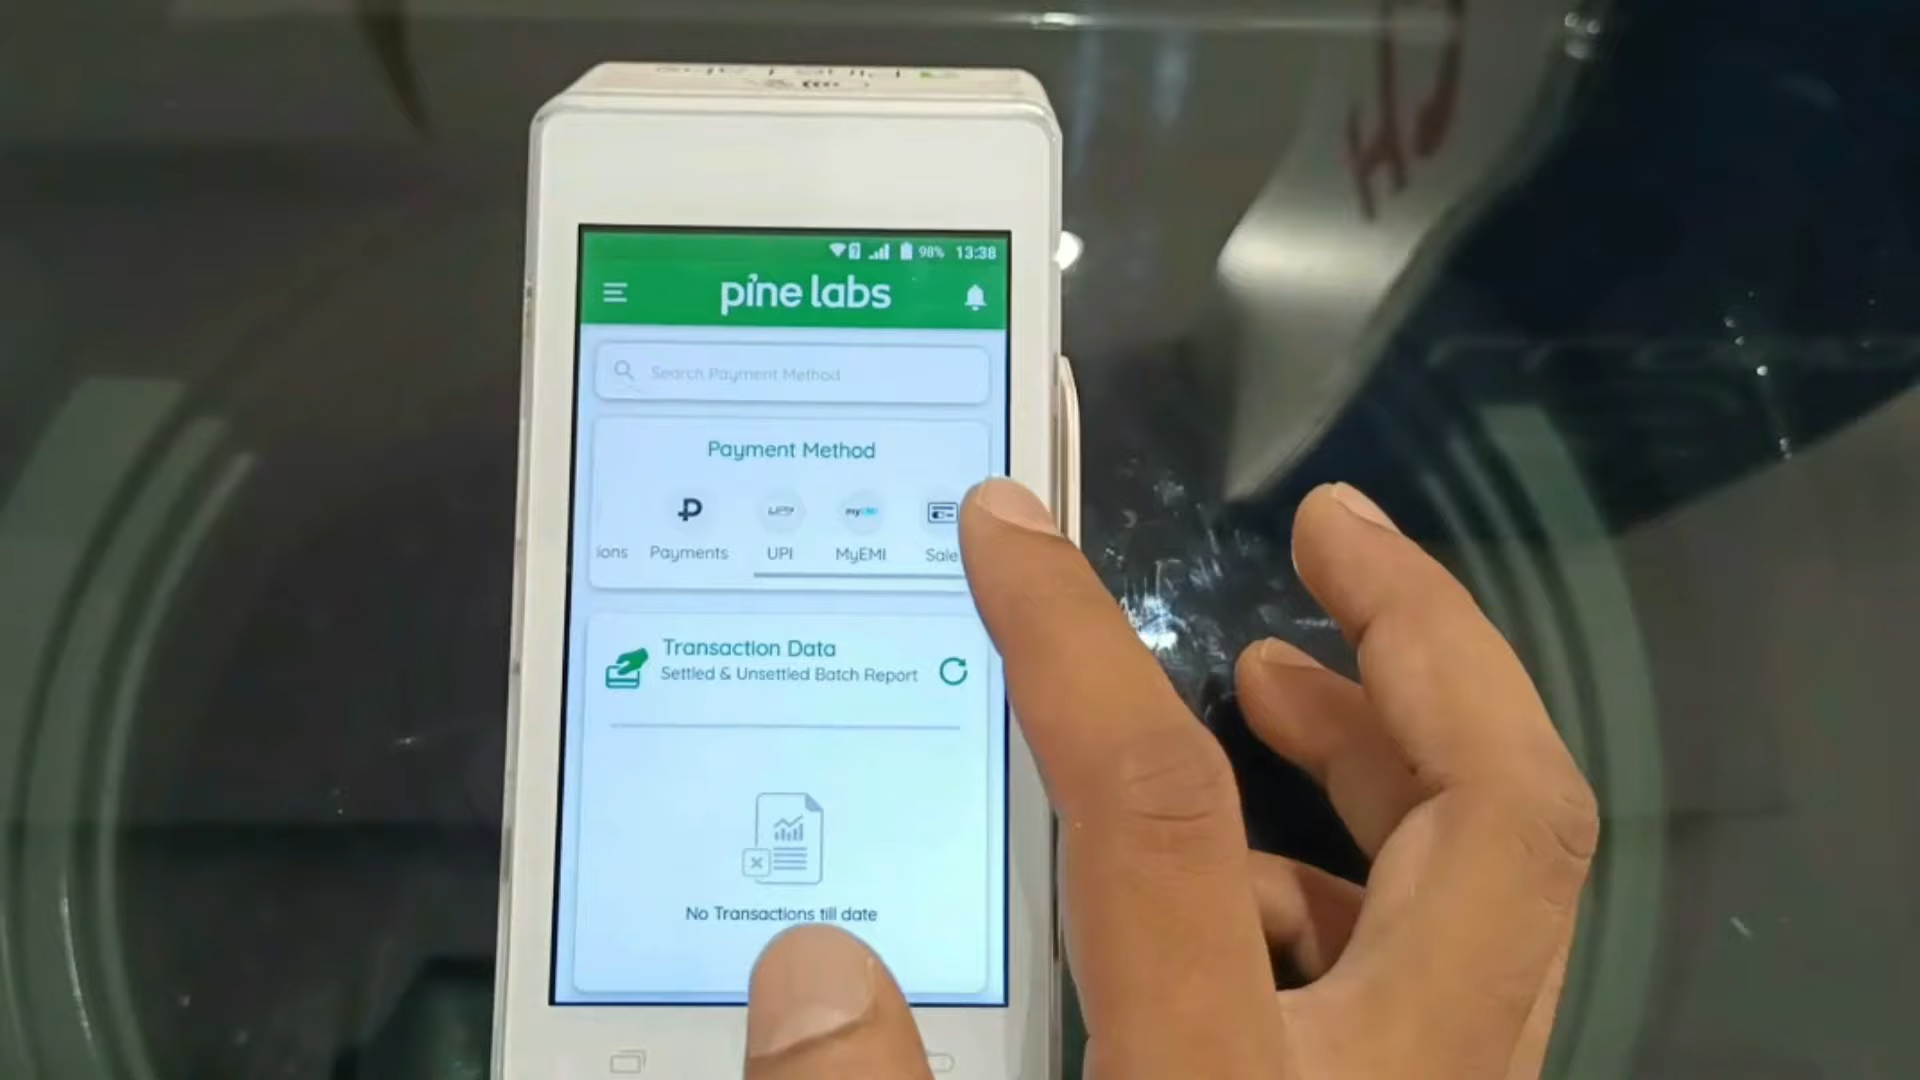 98% 13:38
pine labs
Search Payment Method
Payment Method
ions Payments UPI MyEMI Sale
Transaction Data
Settled & Unsettled Batch Report
No Transactions till date